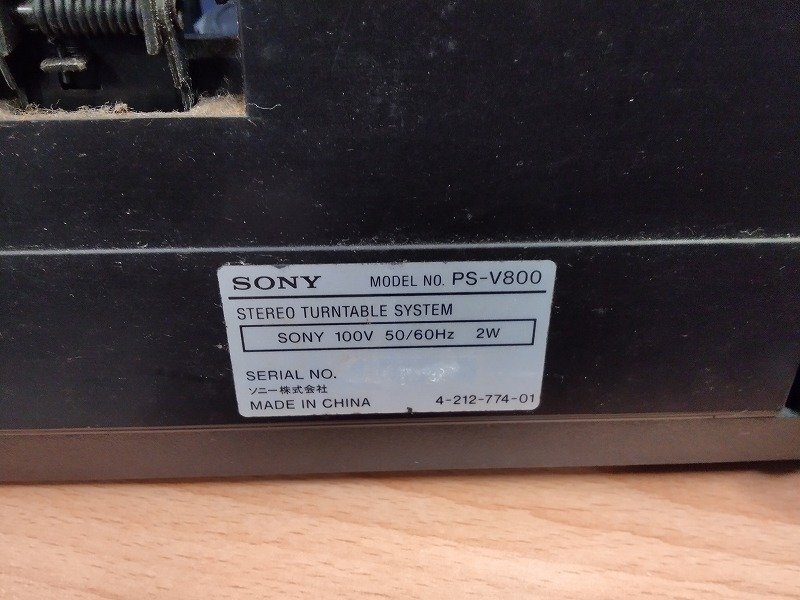 SONY MODEL NO. PS-V800
STEREO TURNTABLE SYSTEM
SONY 100V 50/60Hz 2W
SERIAL NO.
ソニー株式会社
MADE IN CHINA 4-212-774-01